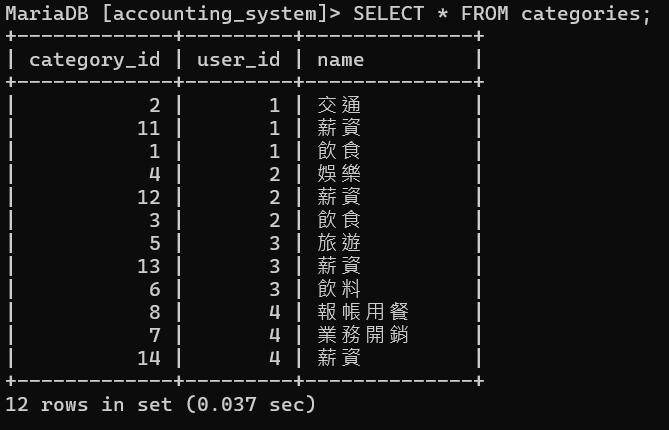 MariaDB [accounting_system]> SELECT * FROM categories;
+-------------+---------+--------------+
| category_id | user_id | name         |
+-------------+---------+--------------+
|           2 |       1 | 交通         |
|          11 |       1 | 薪資         |
|           1 |       1 | 飲食         |
|           4 |       2 | 娛樂         |
|          12 |       2 | 薪資         |
|           3 |       2 | 飲食         |
|           5 |       3 | 旅遊         |
|          13 |       3 | 薪資         |
|           6 |       3 | 飲料         |
|           8 |       4 | 報帳用餐     |
|           7 |       4 | 業務開銷     |
|          14 |       4 | 薪資         |
+-------------+---------+--------------+
12 rows in set (0.037 sec)